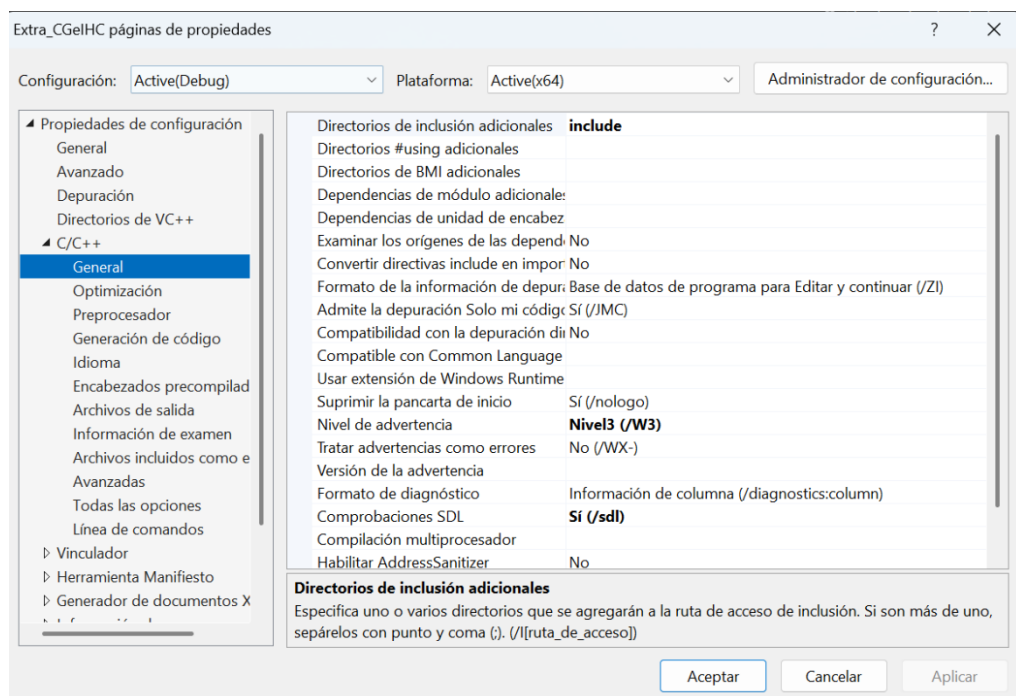 Extra_CGeIHC páginas de propiedades ?
Configuración: Active(Debug) Plataforma: Active(x64) Administrador de configuración...
Propiedades de configuración
General
Avanzado
Depuración
Directorios de VC++
C/C++
General
Optimización
Preprocesador
Generación de código
Idioma
Encabezados precompilad
Archivos de salida
Información de examen
Archivos incluidos como e
Avanzadas
Todas las opciones
Línea de comandos
Vinculador
Herramienta Manifiesto
Generador de documentos X
Directorios de inclusión adicionales include
Directorios #using adicionales
Directorios de BMI adicionales
Dependencias de módulo adicionales
Dependencias de unidad de encabez
Examinar los orígenes de las depend No
Convertir directivas include en impor No
Formato de la información de depura Base de datos de programa para Editar y continuar (/ZI)
Admite la depuración Solo mi código Sí (/JMC)
Compatibilidad con la depuración di No
Compatible con Common Language
Usar extensión de Windows Runtime
Suprimir la pancarta de inicio Sí (/nologo)
Nivel de advertencia Nivel3 (/W3)
Tratar advertencias como errores No (/WX-)
Versión de la advertencia
Formato de diagnóstico Información de columna (/diagnostics:column)
Comprobaciones SDL Sí (/sdl)
Compilación multiprocesador
Habilitar AddressSanitizer No
Directorios de inclusión adicionales
Especifica uno o varios directorios que se agregarán a la ruta de acceso de inclusión. Si son más de uno,
sepárelos con punto y coma (;). (/I[ruta_de_acceso])
Aceptar Cancelar Aplicar